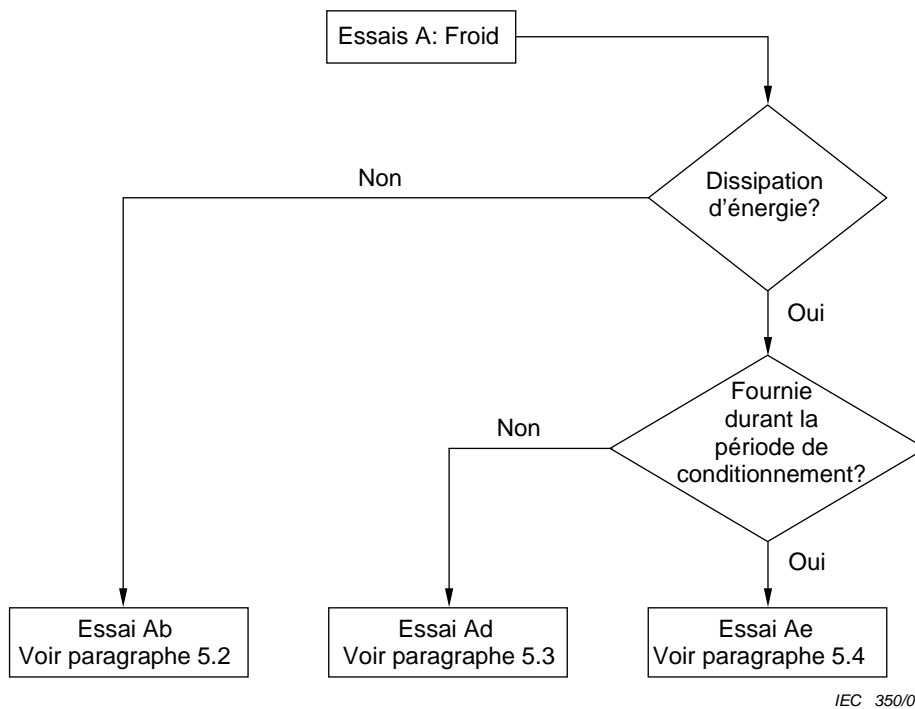 Essais A: Froid
Dissipation
d'énergie?
Non
Oui
Fournie
durant la
période de
conditionnement?
Non
Oui
Essai Ab
Voir paragraphe 5.2
Essai Ad
Voir paragraphe 5.3
Essai Ae
Voir paragraphe 5.4
IEC 350/0